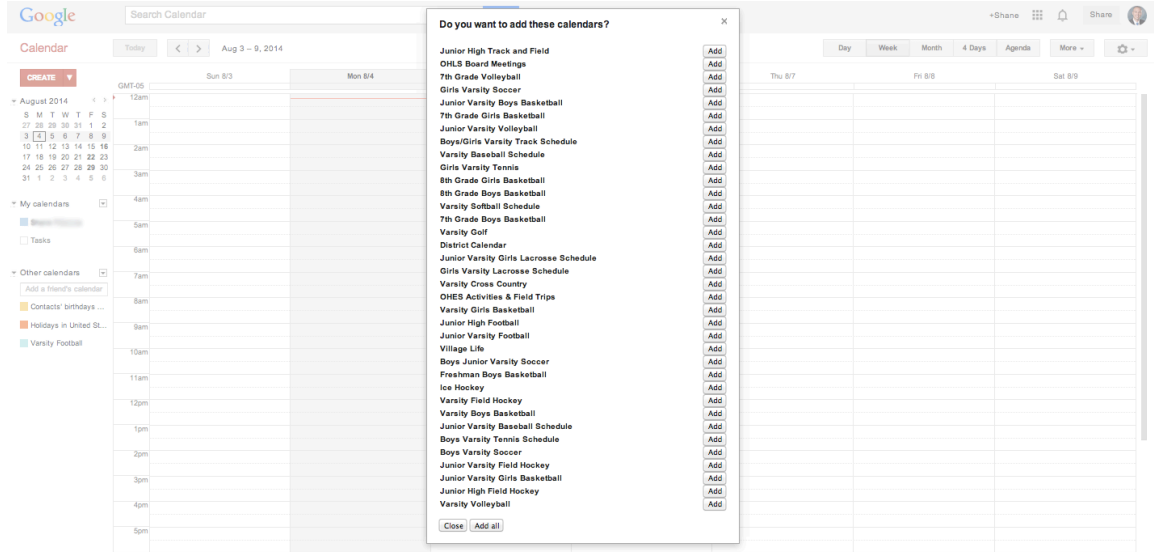 Google
Search Calendar
+Share
Share
Calendar
Today
< >
Aug 3 – 9, 2014
Day Week Month 4 Days Agenda
More
CREATE
August 2014 < >
S M T W T F S
27 28 29 30 31 1 2
3 4 5 6 7 8 9
10 11 12 13 14 15 16
17 18 19 20 21 22 23
24 25 26 27 28 29 30
31 1 2 3 4 5 6
My calendars
Tasks
Other calendars
Add a friend's calendar
Contacts' birthdays ...
Holidays in United St...
Varsity Football
Sun 8/3 Mon 8/4 Thu 8/7 Fri 8/8 Sat 8/9
GMT-05
12am
1am
2am
3am
4am
5am
6am
7am
8am
9am
10am
11am
12pm
1pm
2pm
3pm
4pm
5pm
Do you want to add these calendars? ×
Junior High Track and Field Add
OHLS Board Meetings Add
7th Grade Volleyball Add
Girls Varsity Soccer Add
Junior Varsity Boys Basketball Add
7th Grade Girls Basketball Add
Junior Varsity Volleyball Add
Boys/Girls Varsity Track Schedule Add
Varsity Baseball Schedule Add
Girls Varsity Tennis Add
8th Grade Girls Basketball Add
8th Grade Boys Basketball Add
Varsity Softball Schedule Add
7th Grade Boys Basketball Add
Varsity Golf Add
District Calendar Add
Junior Varsity Girls Lacrosse Schedule Add
Girls Varsity Lacrosse Schedule Add
Varsity Cross Country Add
OHES Activities & Field Trips Add
Varsity Girls Basketball Add
Junior High Football Add
Junior Varsity Football Add
Village Life Add
Boys Junior Varsity Soccer Add
Freshman Boys Basketball Add
Ice Hockey Add
Varsity Field Hockey Add
Varsity Boys Basketball Add
Junior Varsity Baseball Schedule Add
Boys Varsity Tennis Schedule Add
Boys Varsity Soccer Add
Junior Varsity Field Hockey Add
Junior Varsity Girls Basketball Add
Junior High Field Hockey Add
Varsity Volleyball Add
Close Add all